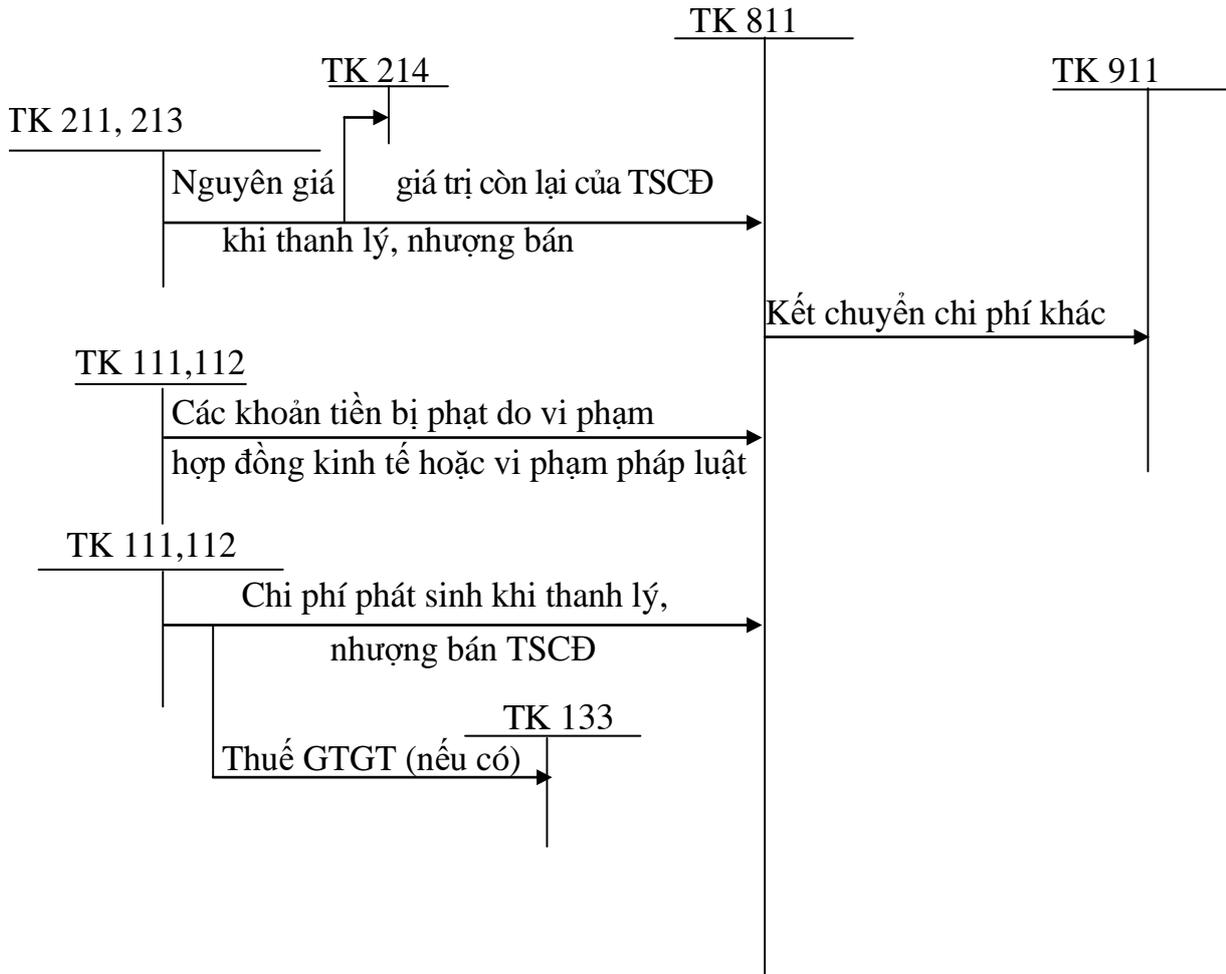 TK 811
TK 214
TK 911
TK 211, 213
Nguyên giá
giá trị còn lại của TSCĐ
khi thanh lý, nhượng bán
Kết chuyển chi phí khác
TK 111,112
Các khoản tiền bị phạt do vi phạm
hợp đồng kinh tế hoặc vi phạm pháp luật
TK 111,112
Chi phí phát sinh khi thanh lý,
nhượng bán TSCĐ
TK 133
Thuế GTGT (nếu có)